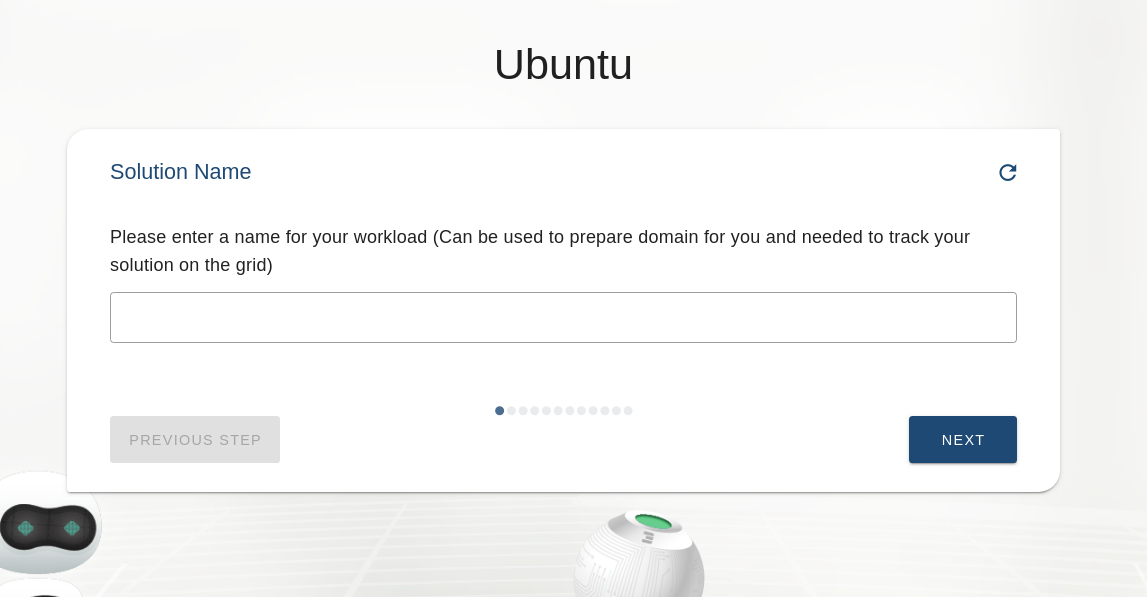 Ubuntu
Solution Name
Please enter a name for your workload (Can be used to prepare domain for you and needed to track your
solution on the grid)
PREVIOUS STEP
NEXT